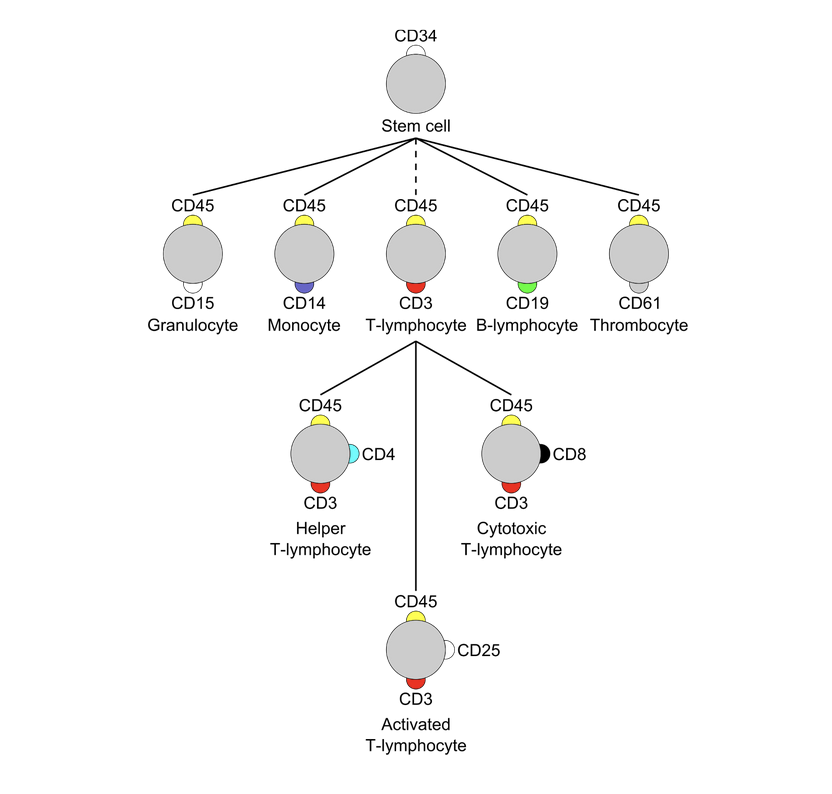 CD34
Stem cell
CD45 CD45 CD45 CD45 CD45
CD15 CD14 CD3 CD19 CD61
Granulocyte Monocyte T-lymphocyte B-lymphocyte Thrombocyte
CD45 CD45
CD4 CD8
CD3 CD3
Helper Cytotoxic
T-lymphocyte T-lymphocyte
CD45
CD25
CD3
Activated
T-lymphocyte